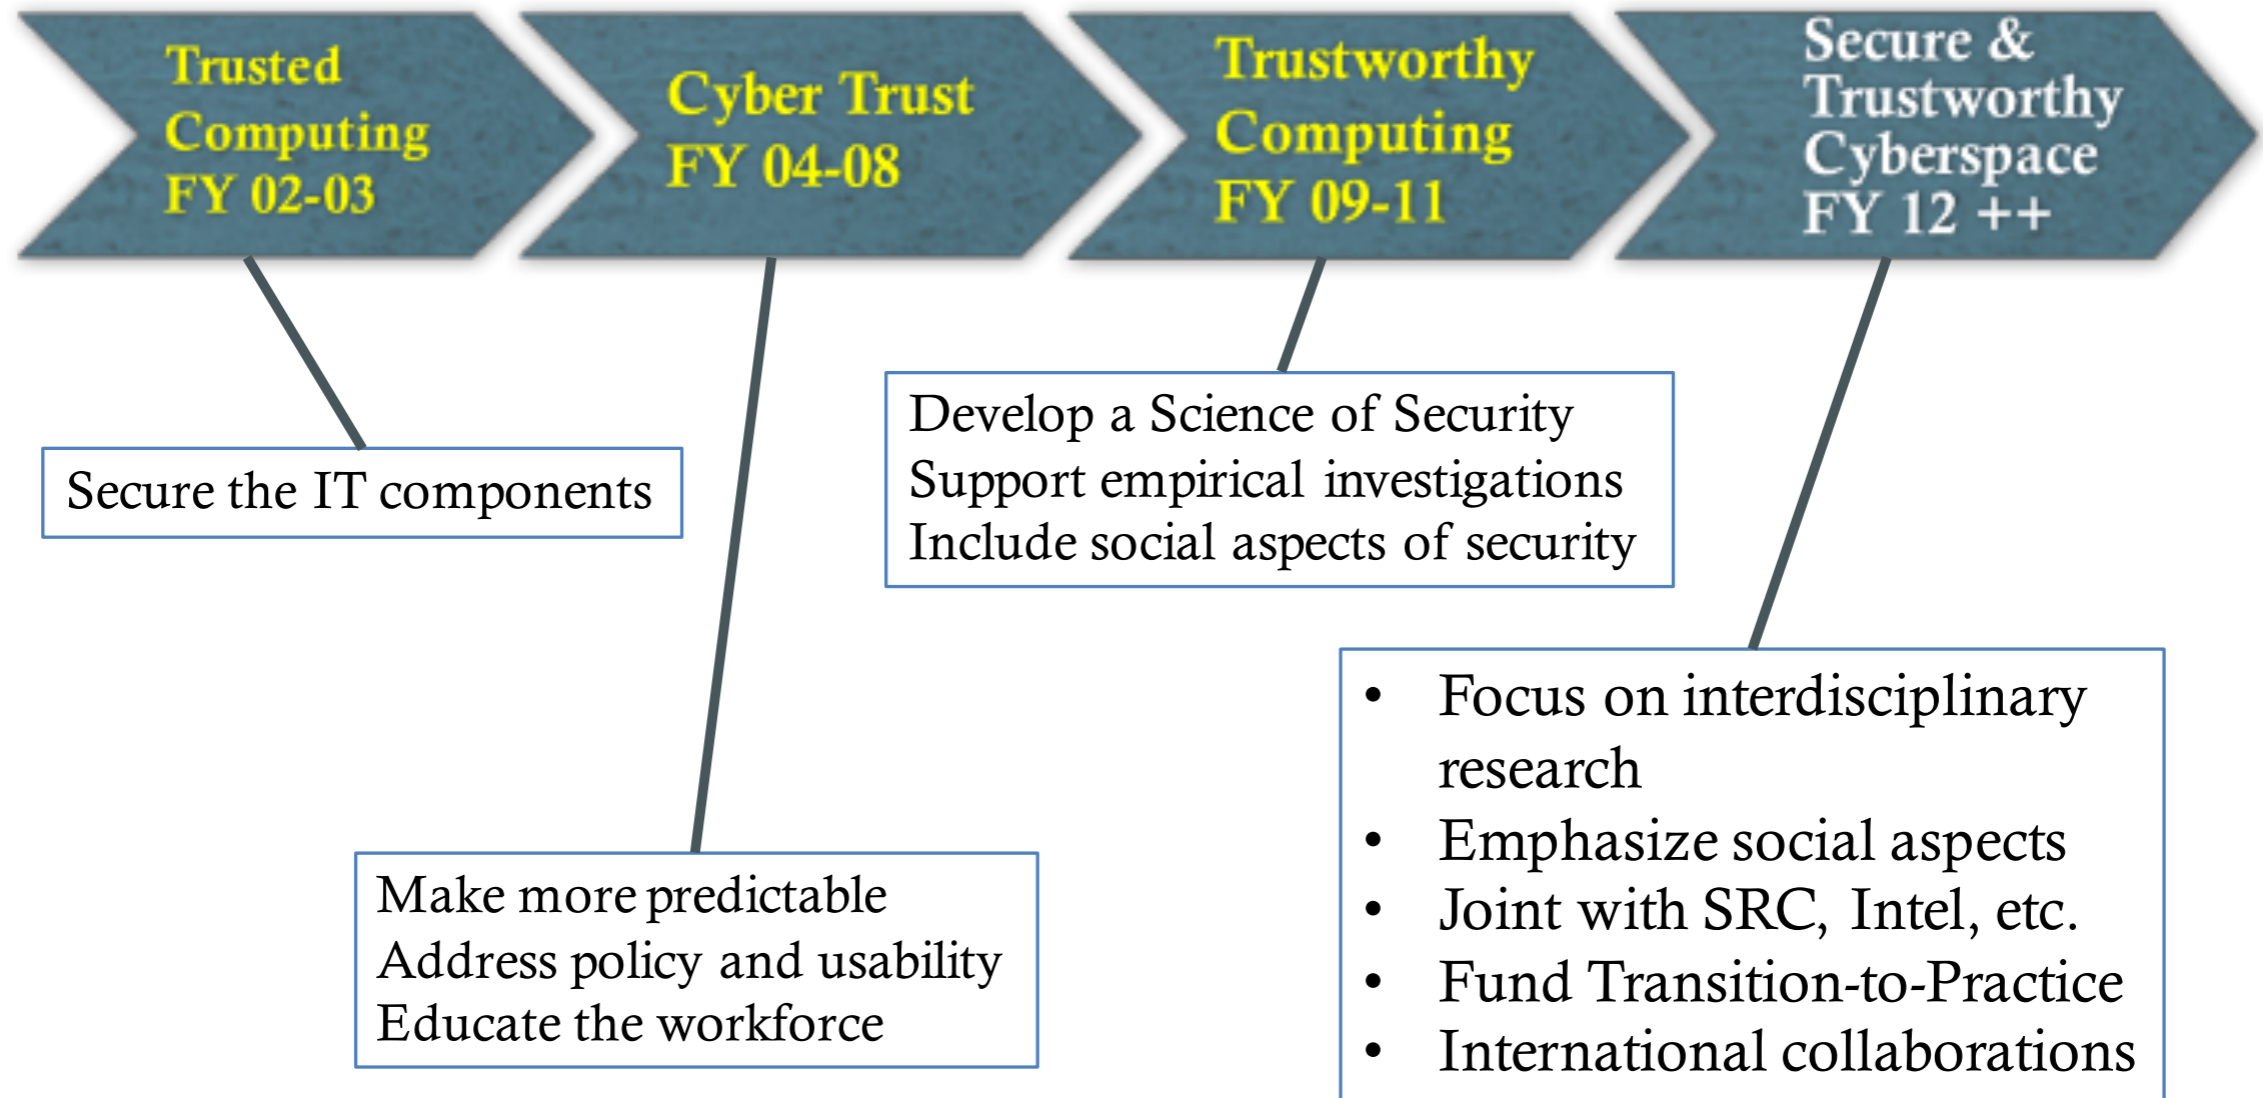 Trusted
Computing
FY 02-03
Cyber Trust
FY 04-08
Trustworthy
Computing
FY 09-11
Secure &
Trustworthy
Cyberspace
FY 12 ++
Secure the IT components
Make more predictable
Address policy and usability
Educate the workforce
Develop a Science of Security
Support empirical investigations
Include social aspects of security
• Focus on interdisciplinary
research
• Emphasize social aspects
• Joint with SRC, Intel, etc.
• Fund Transition-to-Practice
• International collaborations